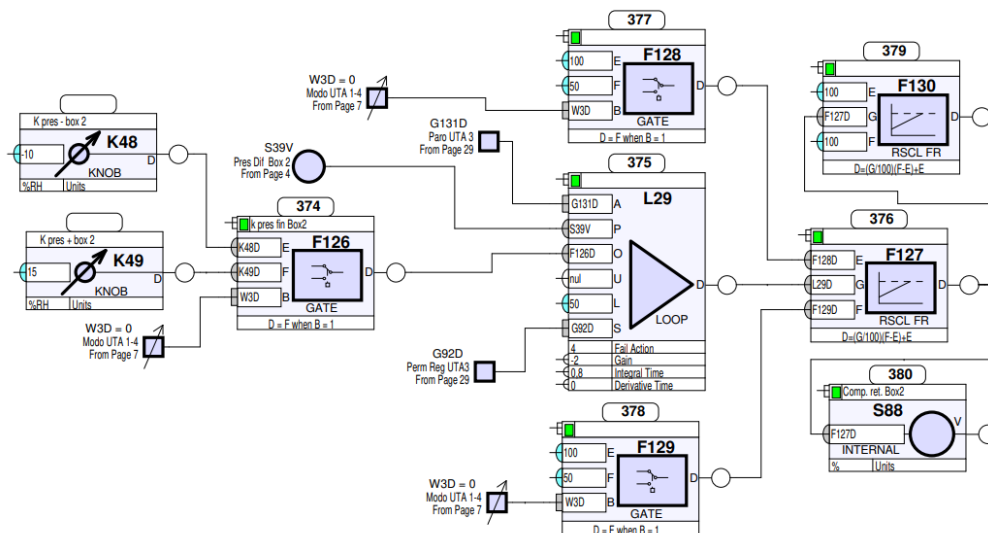 377
F128
100 E
50 F
W3D B
D
GATE
D = F when B = 1
W3D = 0
Modo UTA 1-4
From Page 7
379
F130
100 E
F127D G
100 F
D
RSCL FR
D=(G/100)(F-E)+E
G131D
Paro UTA 3
From Page 29
S39V
Pres Dif Box 2
From Page 4
K pres - box 2
K48
-10
D
KNOB
%RH Units
K pres + box 2
K49
15
D
KNOB
%RH Units
374
k pres fin Box2
F126
K48D E
K49D F
W3D B
D
GATE
D = F when B = 1
W3D = 0
Modo UTA 1-4
From Page 7
375
L29
G131D A
S39V P
F126D O
nul U
50 L
G92D S
D
LOOP
4 Fail Action
-2 Gain
0,8 Integral Time
0 Derivative Time
G92D
Perm Reg UTA3
From Page 29
376
F127
F128D E
L29D G
F129D F
D
RSCL FR
D=(G/100)(F-E)+E
380
Comp. ret. Box2
S88
F127D
V
INTERNAL
% Units
378
F129
100 E
50 F
W3D B
D
GATE
D = F when B = 1
W3D = 0
Modo UTA 1-4
From Page 7